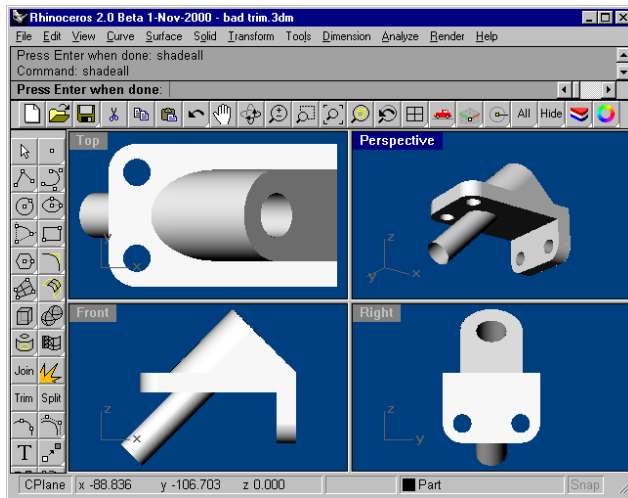 Rhinoceros 2.0 Beta 1-Nov-2000 - bad trim.3dm
File Edit View Curve Surface Solid Transform Tools Dimension Analyze Render Help
Press Enter when done: shadeall
Command: shadeall
Press Enter when done:
All Hide
Top
Perspective
y
x
z
y
x
Front
Right
Join
Trim Split
z
x
z
y
T
CPlane x -88.836 y -106.703 z 0.000 Part Snap